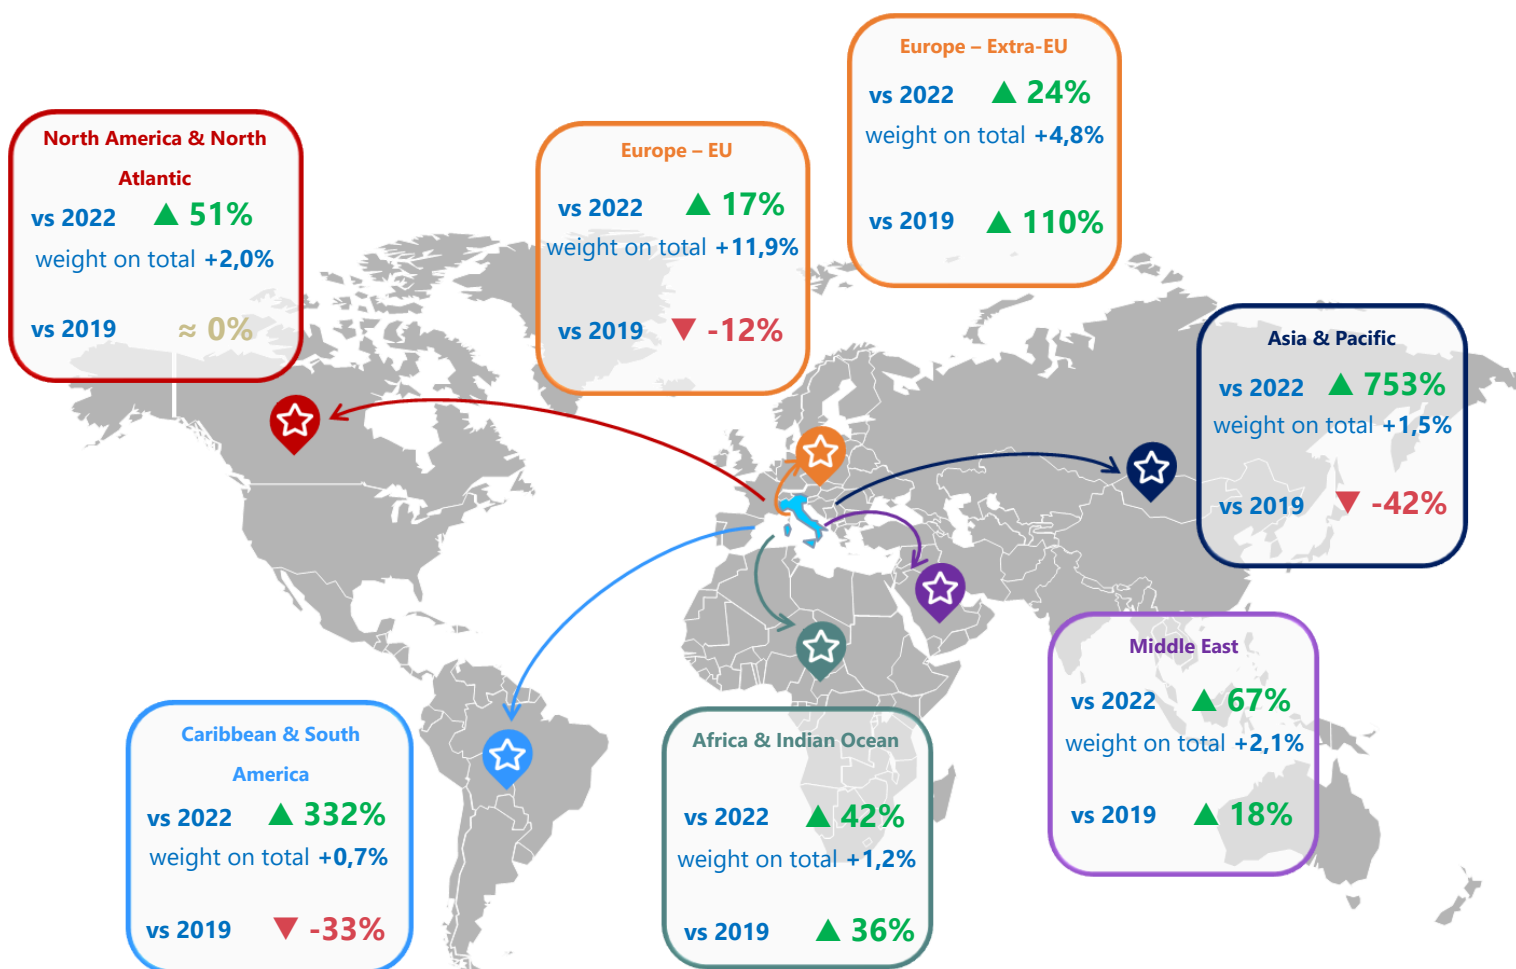 North America & North
Atlantic
vs 2022 ▲ 51%
weight on total +2,0%
vs 2019 ≈ 0%
Europe – EU
vs 2022 ▲ 17%
weight on total +11,9%
vs 2019 ▼ -12%
Europe – Extra-EU
vs 2022 ▲ 24%
weight on total +4,8%
vs 2019 ▲ 110%
Asia & Pacific
vs 2022 ▲ 753%
weight on total +1,5%
vs 2019 ▼ -42%
Caribbean & South
America
vs 2022 ▲ 332%
weight on total +0,7%
vs 2019 ▼ -33%
Africa & Indian Ocean
vs 2022 ▲ 42%
weight on total +1,2%
vs 2019 ▲ 36%
Middle East
vs 2022 ▲ 67%
weight on total +2,1%
vs 2019 ▲ 18%